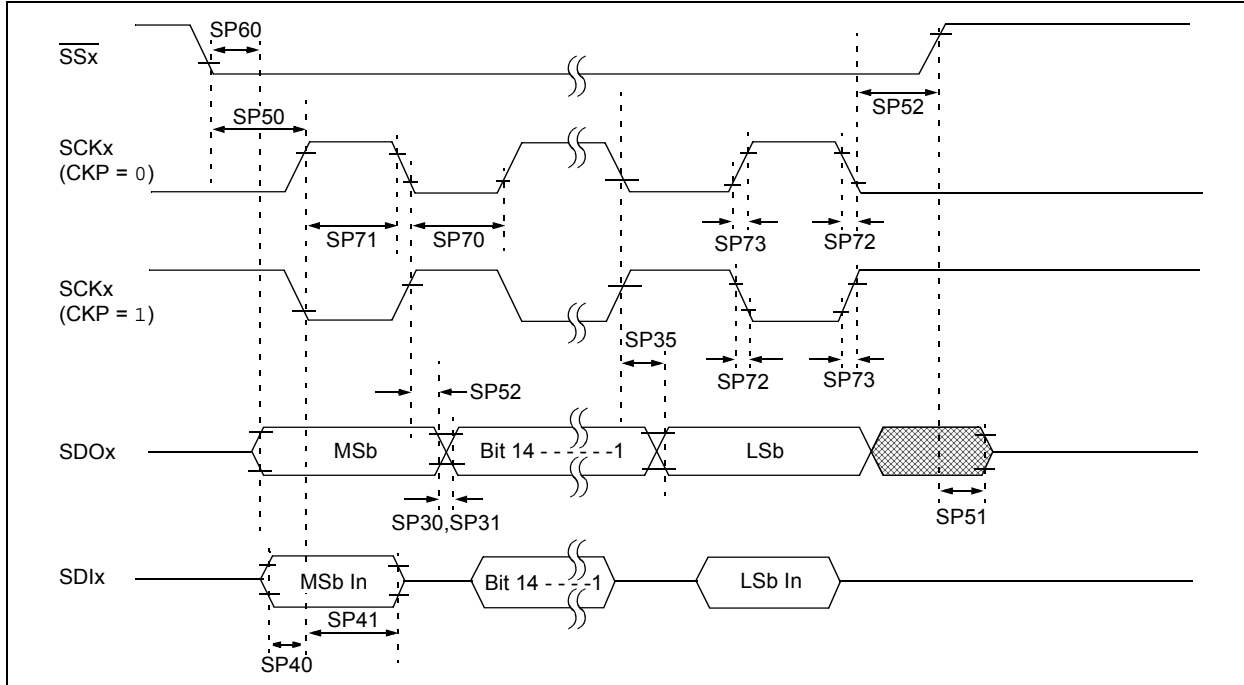 SP60
SSx
SP50
SP52
SCKx
(CKP = 0)
SP71
SP70
SP73
SP72
SCKx
(CKP = 1)
SP35
SP72
SP73
SP52
SDOx
MSb
Bit 14 - - - - - -1
LSb
SP30,SP31
SP51
SDIx
MSb In
Bit 14 - - - -1
LSb In
SP41
SP40